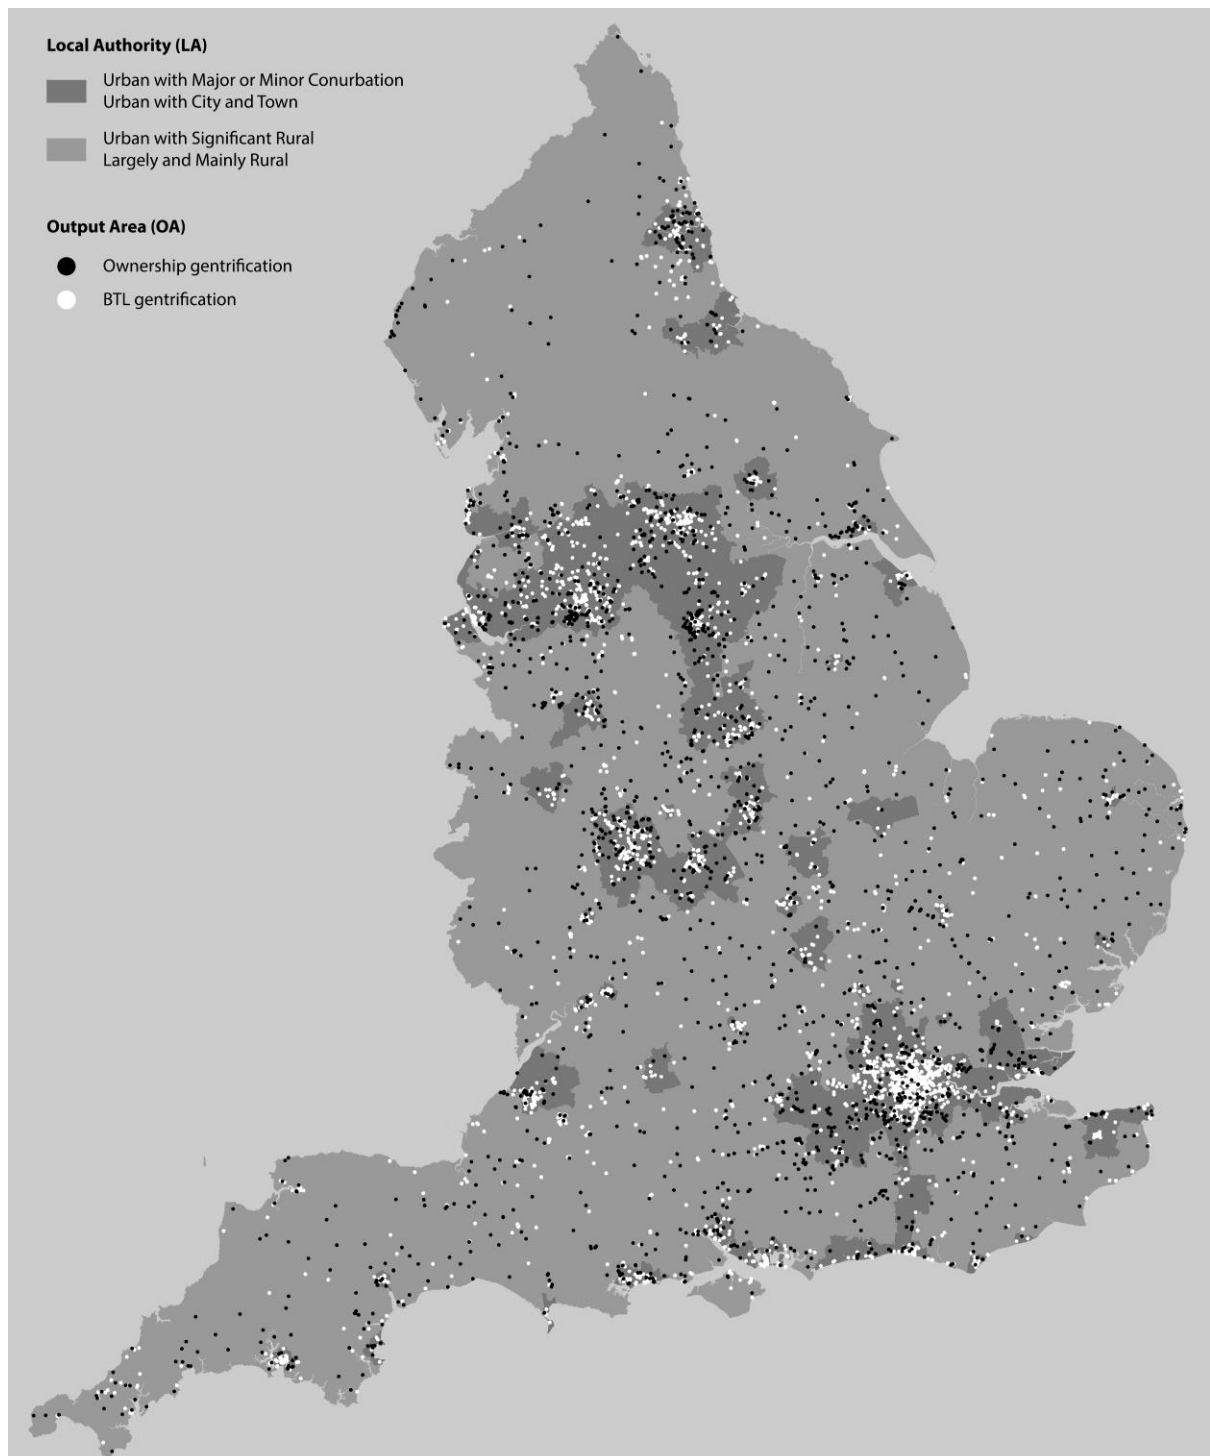 Local Authority (LA)
Urban with Major or Minor Conurbation
Urban with City and Town
Urban with Significant Rural
Largely and Mainly Rural
Output Area (OA)
Ownership gentrification
BTL gentrification